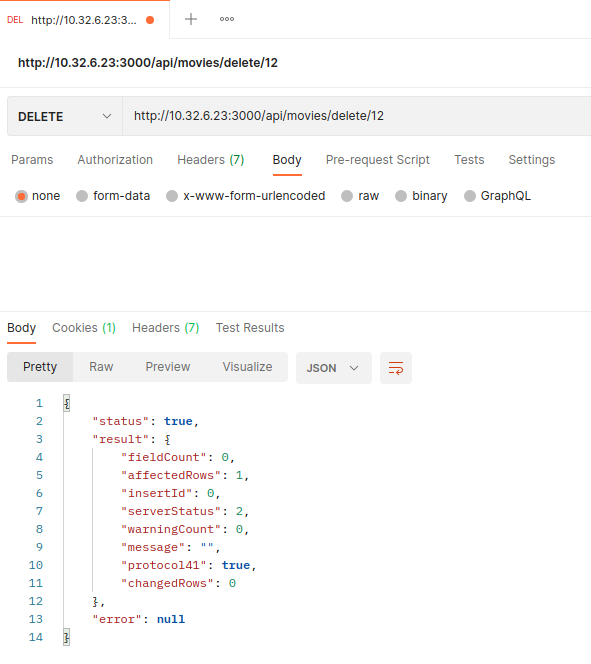 DEL http://10.32.6.23:3...
http://10.32.6.23:3000/api/movies/delete/12
DELETE http://10.32.6.23:3000/api/movies/delete/12
Params Authorization Headers (7) Body Pre-request Script Tests Settings
none form-data x-www-form-urlencoded raw binary GraphQL
Body Cookies (1) Headers (7) Test Results
Pretty Raw Preview Visualize JSON
1 {
2 "status": true,
3 "result": {
4 "fieldCount": 0,
5 "affectedRows": 1,
6 "insertId": 0,
7 "serverStatus": 2,
8 "warningCount": 0,
9 "message": "",
10 "protocol41": true,
11 "changedRows": 0
12 },
13 "error": null
14 }